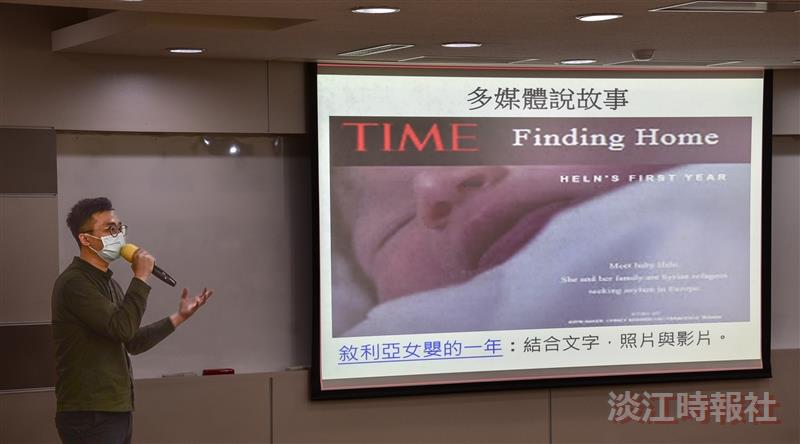 多媒體說故事
TIME Finding Home
HELN'S FIRST YEAR
Meet baby Heln.
She and her family are Syrian refugees
seeking asylum in Europe.
敘利亞女嬰的一年：結合文字，照片與影片。
淡江時報社